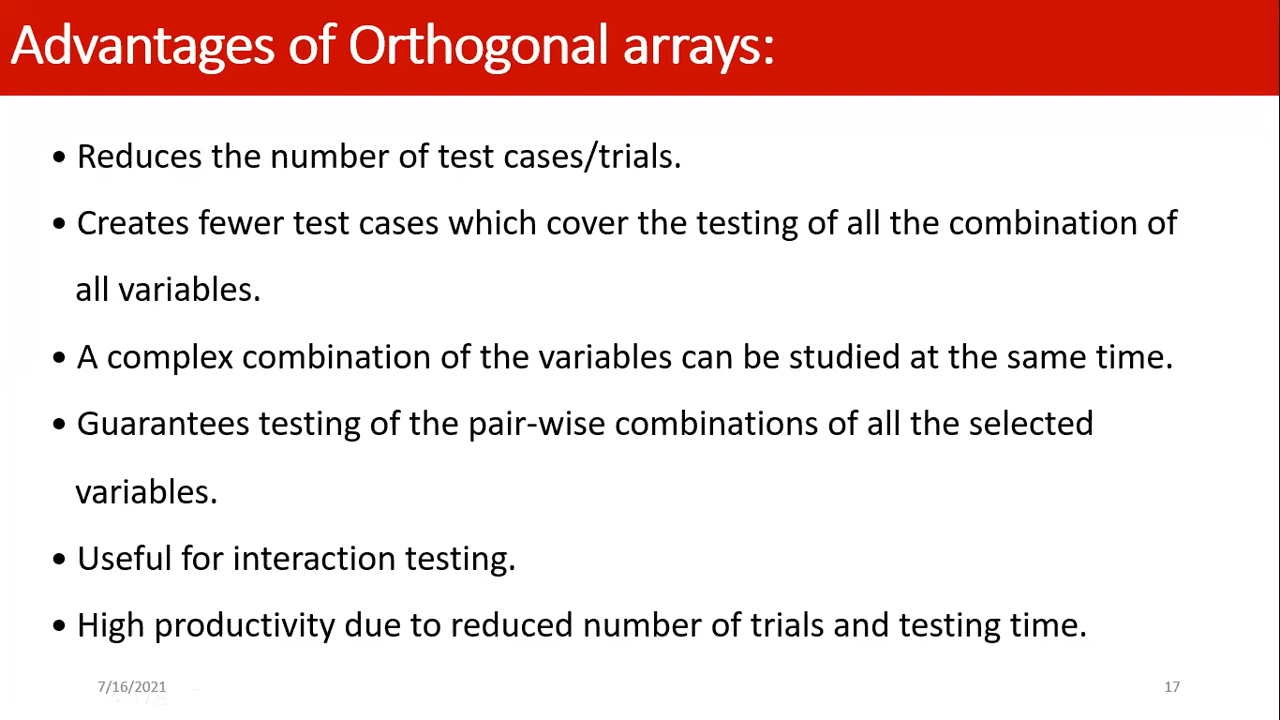 Advantages of Orthogonal arrays:
• Reduces the number of test cases/trials.
• Creates fewer test cases which cover the testing of all the combination of
all variables.
• A complex combination of the variables can be studied at the same time.
• Guarantees testing of the pair-wise combinations of all the selected
variables.
• Useful for interaction testing.
• High productivity due to reduced number of trials and testing time.
7/16/2021
17